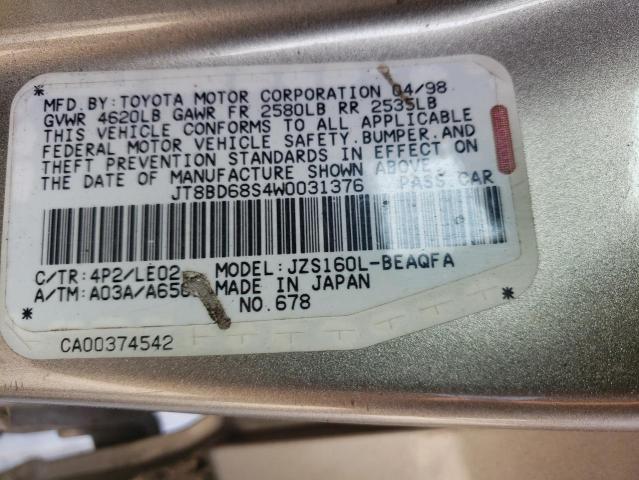 MFD.BY:TOYOTA MOTOR CORPORATION 04/98
GVWR 4620LB GAWR FR 2580LB RR 2535LB
THIS VEHICLE CONFORMS TO ALL APPLICABLE
FEDERAL MOTOR VEHICLE SAFETY,BUMPER,AND
THEFT PREVENTION STANDARDS IN EFFECT ON
THE DATE OF MANUFACTURE SHOWN ABOVE.
JT8BD68S4W0031376 PASS.CAR
C/TR:4P2/LE02 MODEL:JZS160L-BEAQFA
A/TM:A03A/ MADE IN JAPAN
NO.678
CA00374542